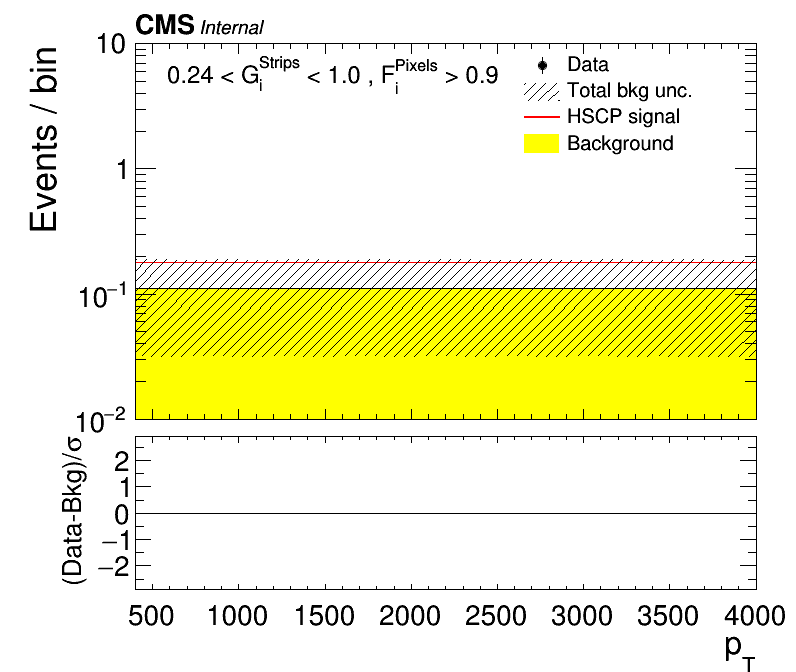 CMS Internal
10
0.24 < G_i^Strips < 1.0 , F_i^Pixels > 0.9
Data
Total bkg unc.
HSCP signal
Background
Events / bin
1
10⁻¹
10⁻²
(Data-Bkg)/σ
2
1
0
−1
−2
500 1000 1500 2000 2500 3000 3500 4000
p_T